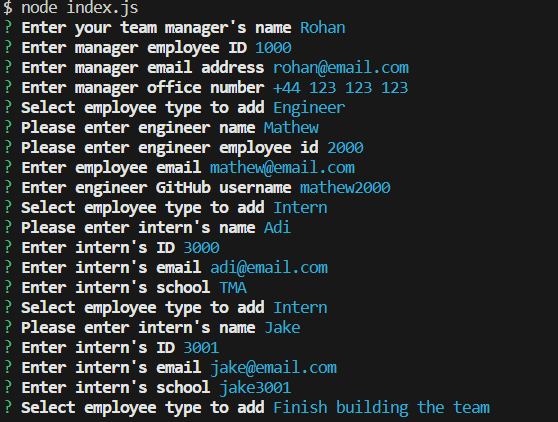 $ node index.js
? Enter your team manager's name Rohan
? Enter manager employee ID 1000
? Enter manager email address rohan@email.com
? Enter manager office number +44 123 123 123
? Select employee type to add Engineer
? Please enter engineer name Mathew
? Please enter engineer employee id 2000
? Enter employee email mathew@email.com
? Enter engineer GitHub username mathew2000
? Select employee type to add Intern
? Please enter intern's name Adi
? Enter intern's ID 3000
? Enter intern's email adi@email.com
? Enter intern's school TMA
? Select employee type to add Intern
? Please enter intern's name Jake
? Enter intern's ID 3001
? Enter intern's email jake@email.com
? Enter intern's school jake3001
? Select employee type to add Finish building the team